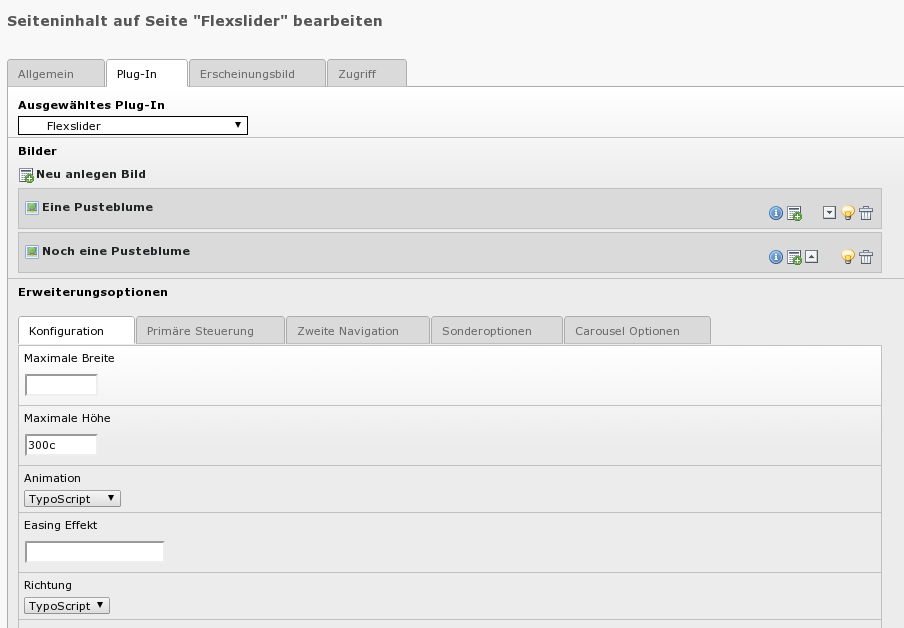 Seiteninhalt auf Seite "Flexslider" bearbeiten
Allgemein Plug-In Erscheinungsbild Zugriff
Ausgewähltes Plug-In
Flexslider
Bilder
Neu anlegen Bild
Eine Pusteblume
Noch eine Pusteblume
Erweiterungsoptionen
Konfiguration Primäre Steuerung Zweite Navigation Sonderoptionen Carousel Optionen
Maximale Breite
Maximale Höhe
300c
Animation
TypoScript
Easing Effekt
Richtung
TypoScript